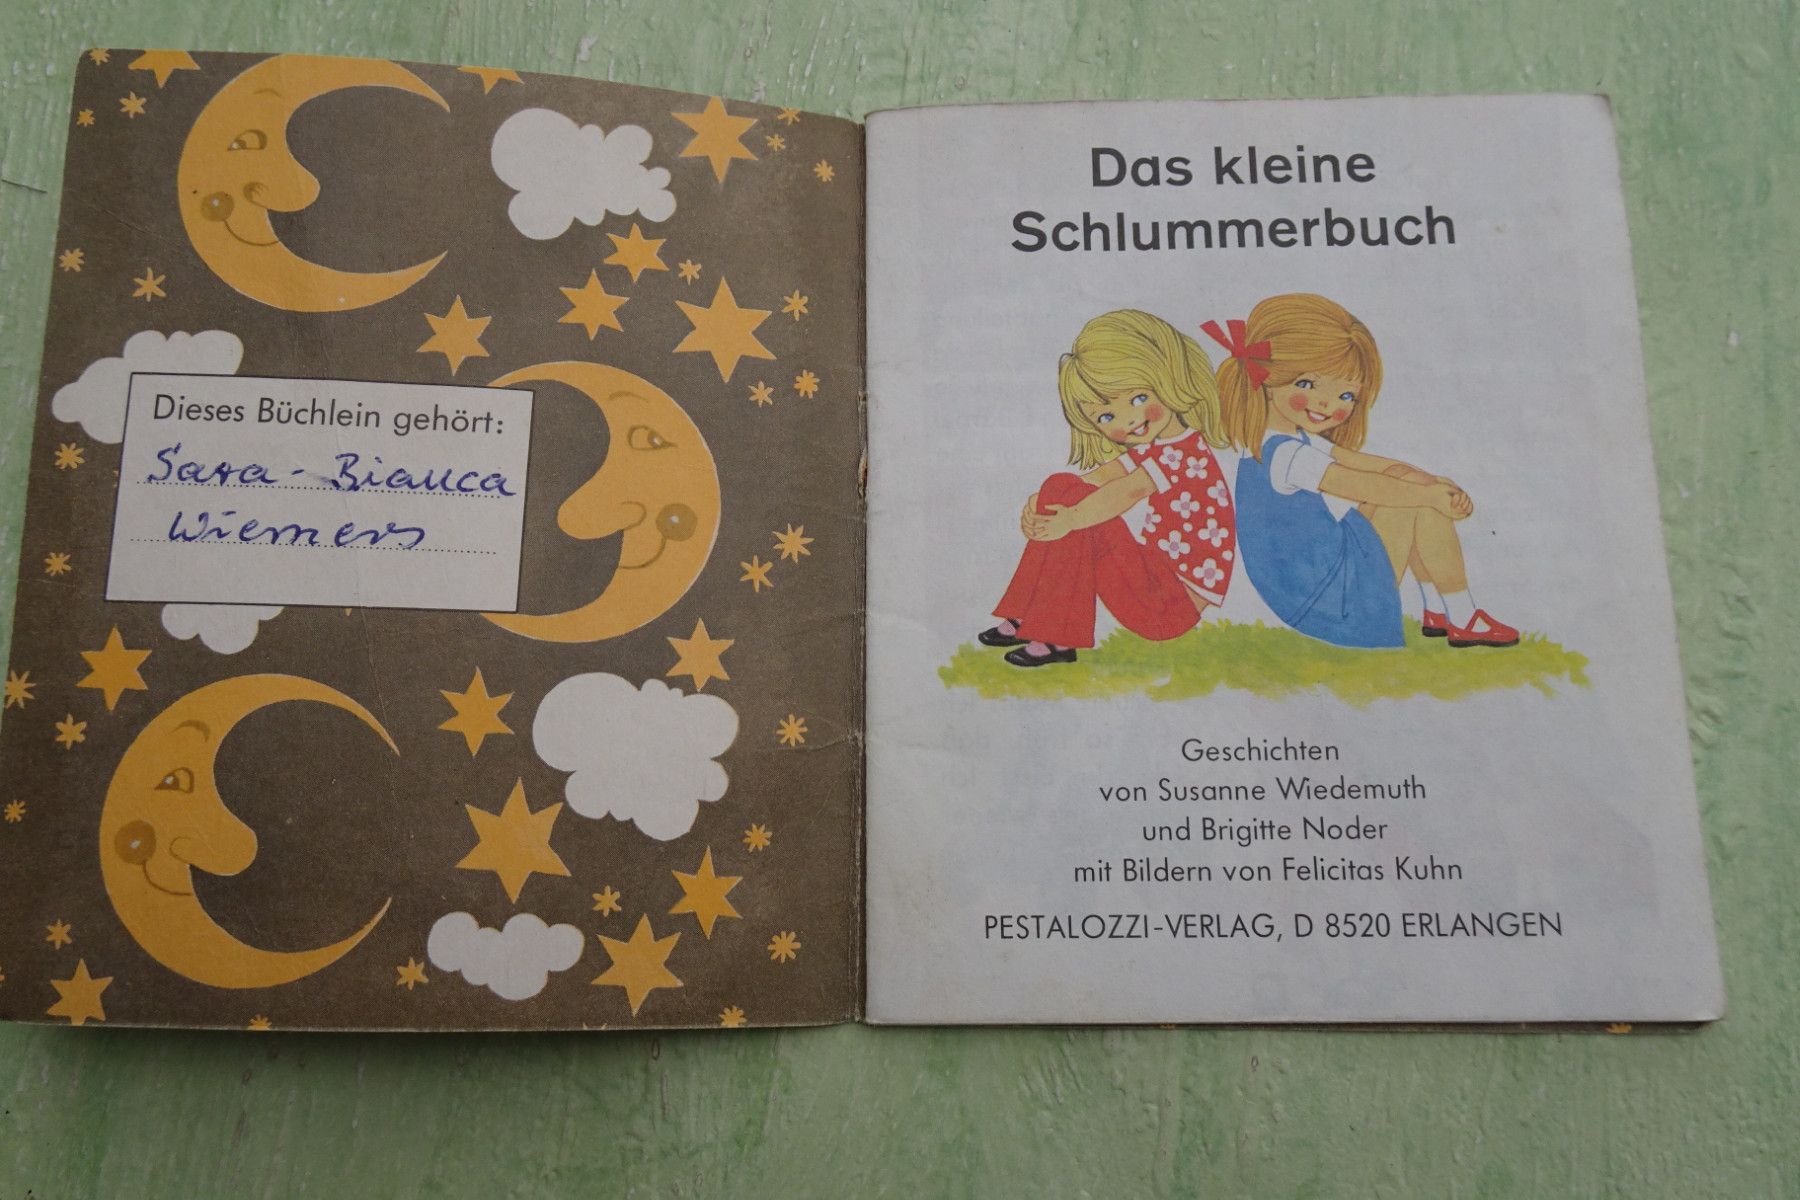 Dieses Büchlein gehört:
Sara-Bianca
Wiemers
Das kleine
Schlummerbuch
Geschichten
von Susanne Wiedemuth
und Brigitte Noder
mit Bildern von Felicitas Kuhn
PESTALOZZI-VERLAG, D 8520 ERLANGEN